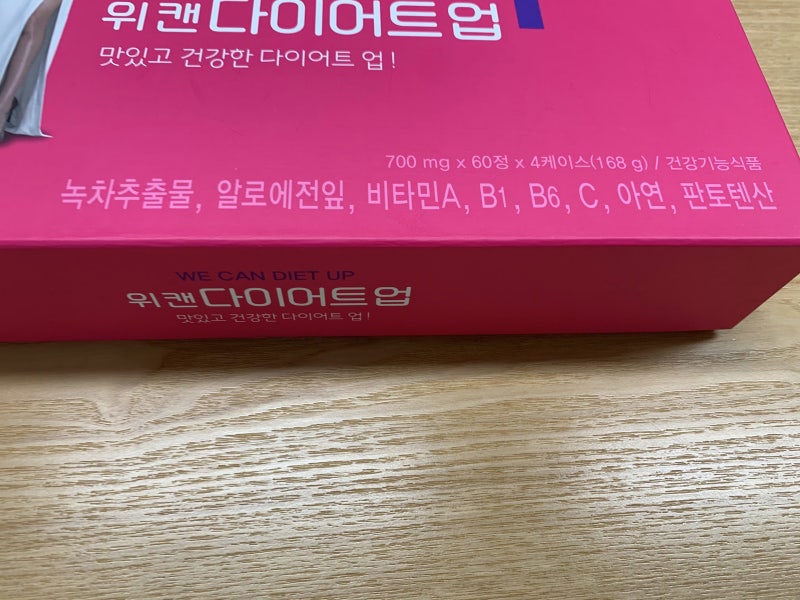 위캔다이어트업
맛있고 건강한 다이어트 업!
700 mg x 60정 x 4케이스(168 g) / 건강기능식품
녹차추출물, 알로에전잎, 비타민A, B1, B6, C, 아연, 판토텐산
WE CAN DIET UP
위캔다이어트업
맛있고 건강한 다이어트 업!